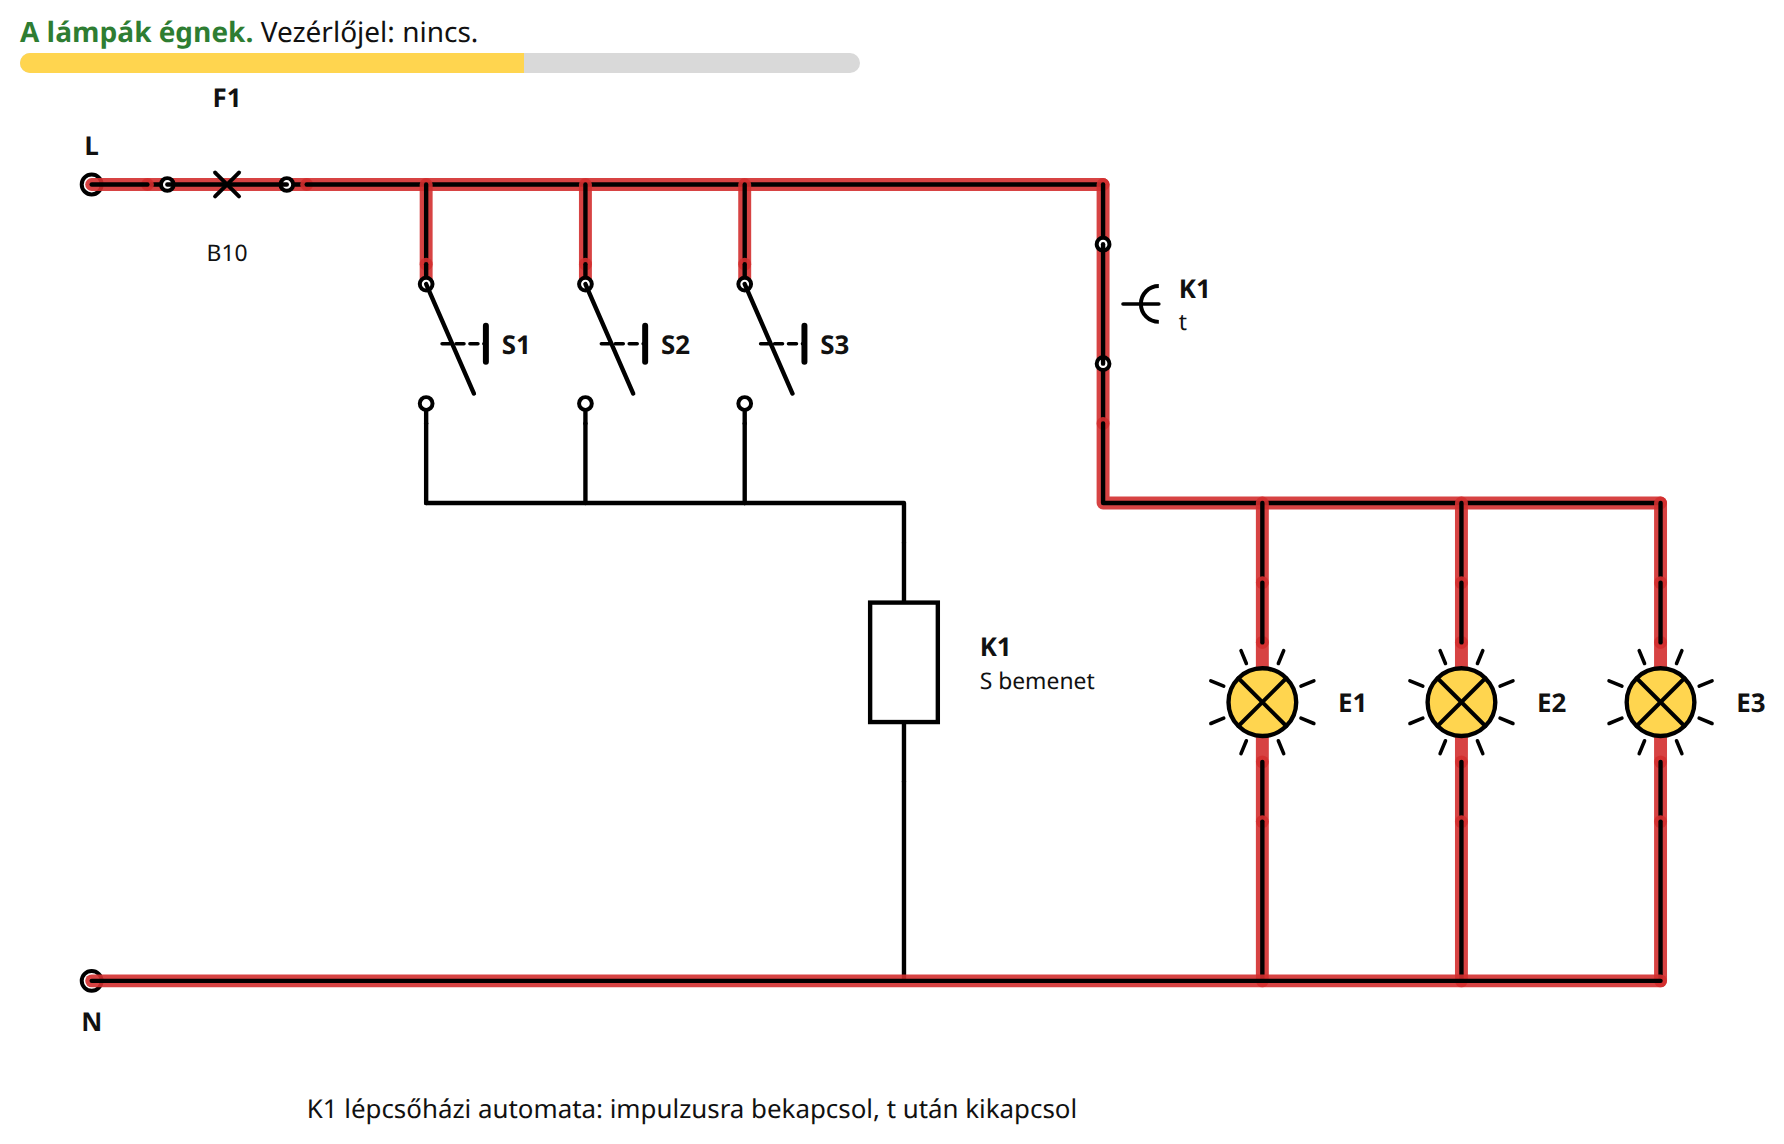 A lámpák égnek. Vezérlőjel: nincs.
F1
L
B10
K1
t
S1
S2
S3
K1
S bemenet
E1
E2
E3
N
K1 lépcsőházi automata: impulzusra bekapcsol, t után kikapcsol